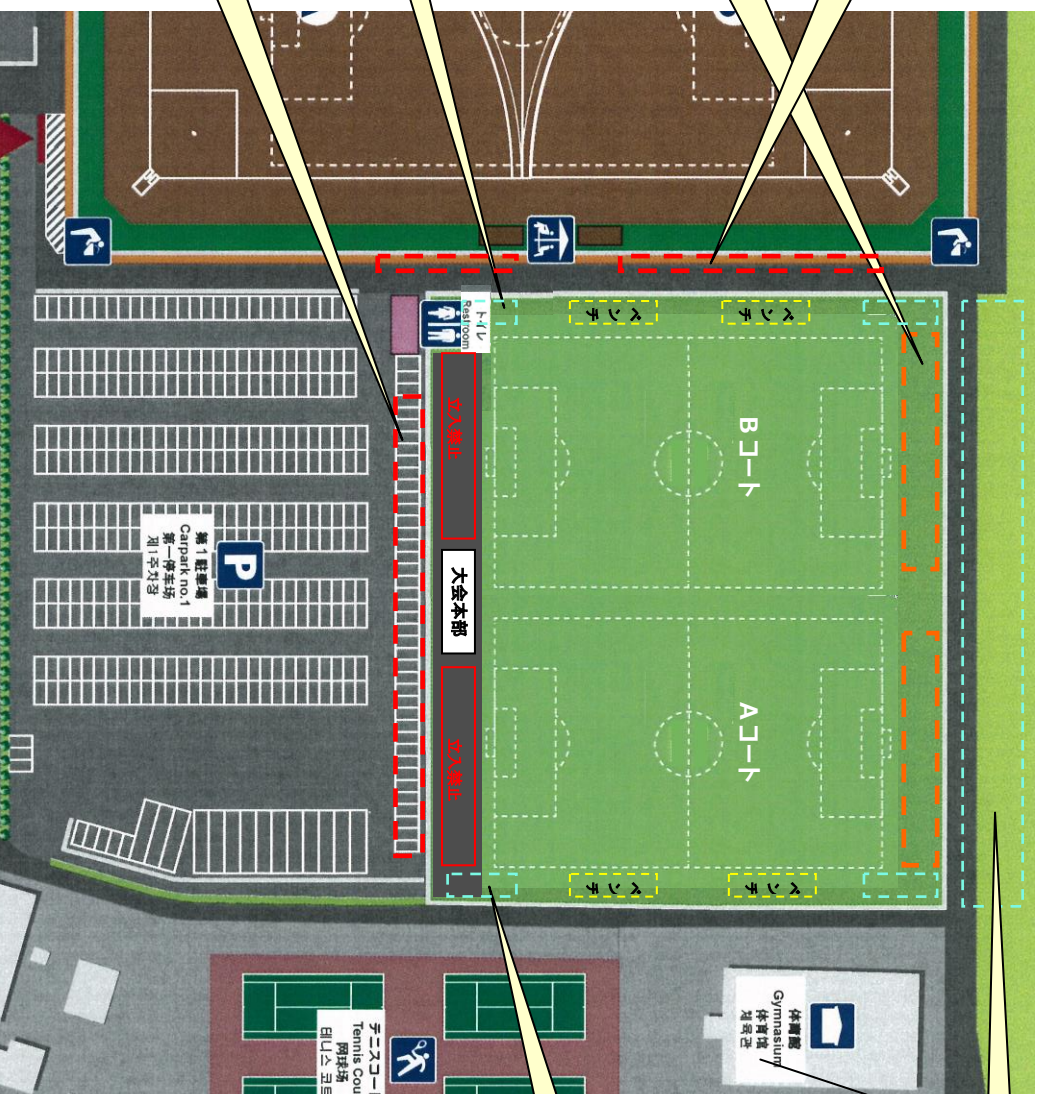 トイレ
Restroom
ベンチ
ベンチ
立入禁止
Bコート
第1駐車場
Carpark no.1
第一停车场
제1주차장
P
大会本部
立入禁止
Aコート
ベンチ
ベンチ
テニスコー
Tennis Cou
网球场
테니스 코트
体育館
Gymnasium
体育馆
체육관